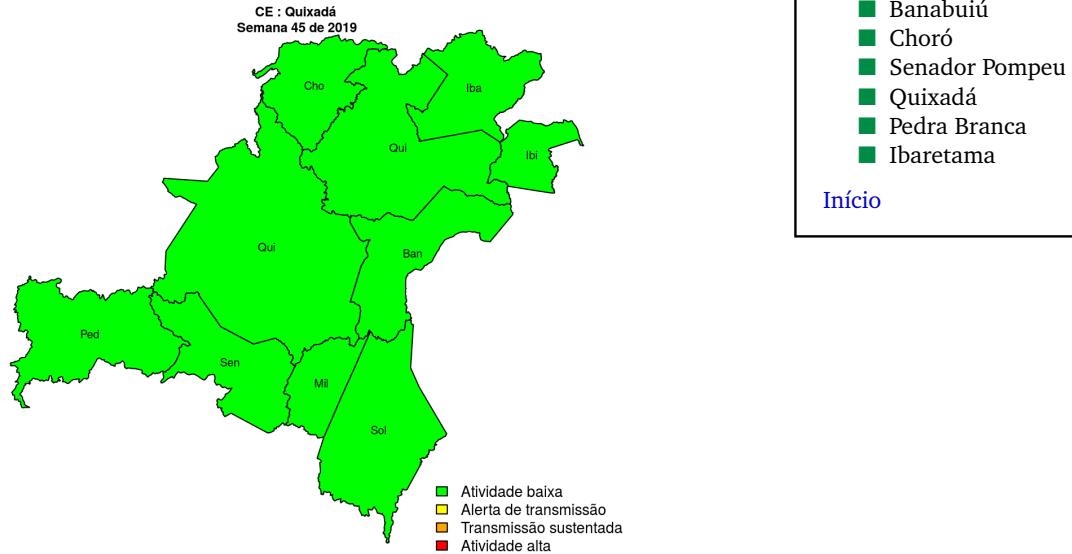 CE : Quixadá
Semana 45 de 2019
Cho
Iba
Qui
Ibi
Qui
Ban
Ped
Sen
Mil
Sol
Atividade baixa
Alerta de transmissão
Transmissão sustentada
Atividade alta
Banabuiú
Choró
Senador Pompeu
Quixadá
Pedra Branca
Ibaretama
Início